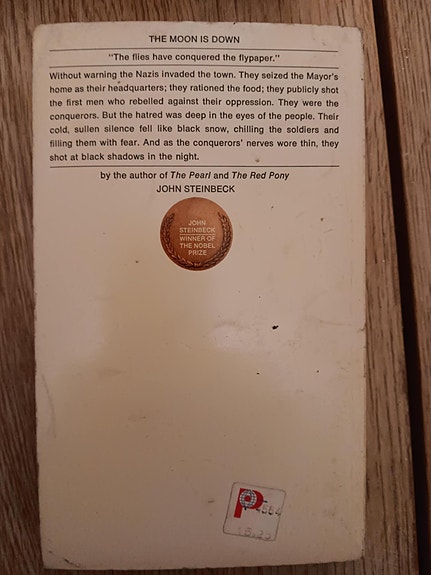 THE MOON IS DOWN
"The flies have conquered the flypaper."
Without warning the Nazis invaded the town. They seized the Mayor's
home as their headquarters; they rationed the food; they publicly shot
the first men who rebelled against their oppression. They were the
conquerors. But the hatred was deep in the eyes of the people. Their
cold, sullen silence fell like black snow, chilling the soldiers and
filling them with fear. And as the conquerors' nerves wore thin, they
shot at black shadows in the night.
by the author of The Pearl and The Red Pony
JOHN STEINBECK
JOHN
STEINBECK
WINNER OF
THE NOBEL
PRIZE
P